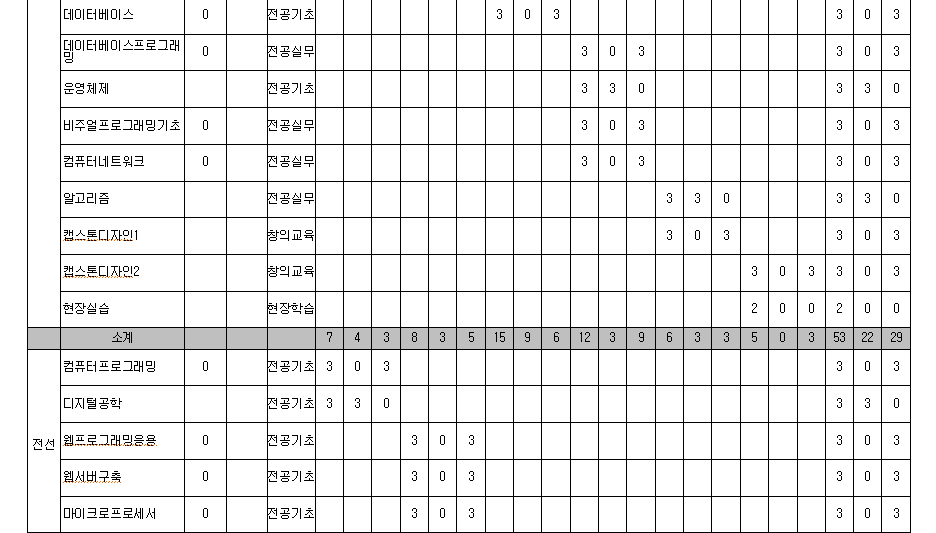 데이터베이스 0 전공기초 3 0 3 3 0 3
데이터베이스프로그래
밍 0 전공실무 3 0 3 3 0 3
운영체제 전공기초 3 3 0 3 3 0
비주얼프로그래밍기초 0 전공실무 3 0 3 3 0 3
컴퓨터네트워크 0 전공실무 3 0 3 3 0 3
알고리즘 전공실무 3 3 0 3 3 0
캡스톤디자인1 창의교육 3 0 3 3 0 3
캡스톤디자인2 창의교육 3 0 3 3 0 3
현장실습 현장학습 2 0 0 2 0 0
소계 7 4 3 8 3 5 15 9 6 12 3 9 6 3 3 5 0 3 53 22 29
전선
컴퓨터프로그래밍 0 전공기초 3 0 3 3 0 3
디지털공학 전공기초 3 3 0 3 3 0
웹프로그래밍응용 0 전공기초 3 0 3 3 0 3
웹서버구축 0 전공기초 3 0 3 3 0 3
마이크로프로세서 0 전공기초 3 0 3 3 0 3